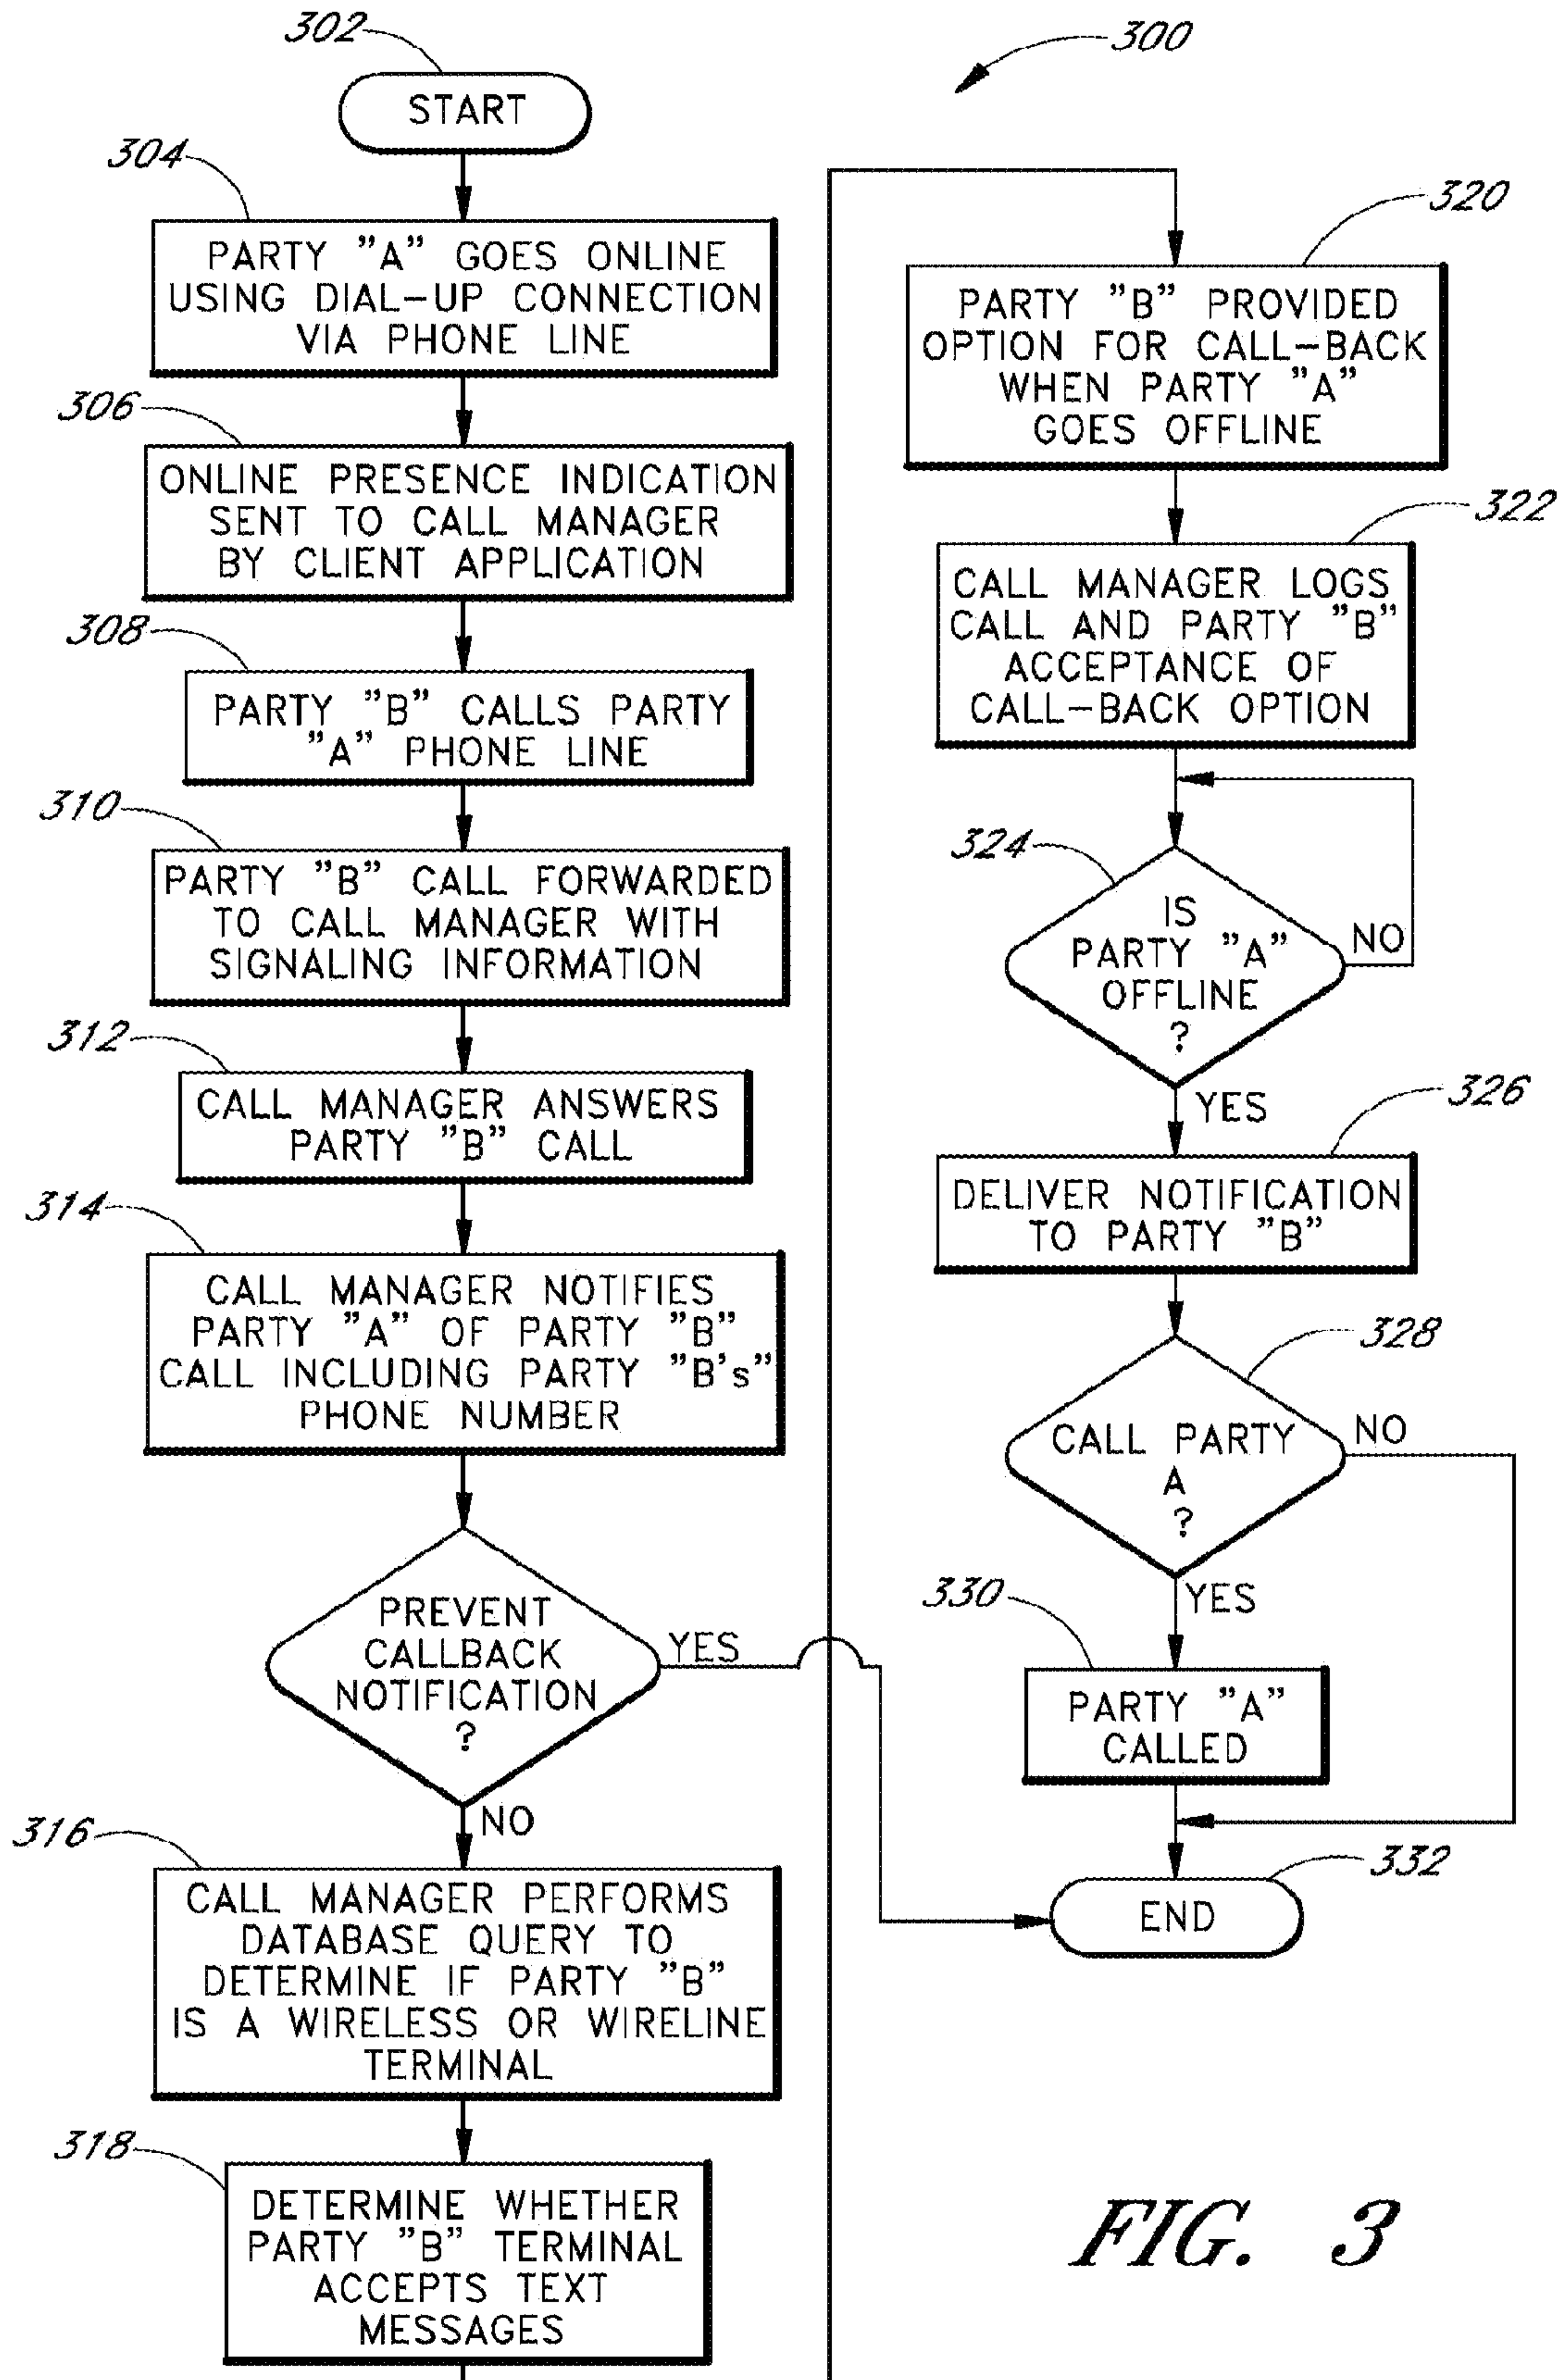 302
START
304
PARTY "A" GOES ONLINE
USING DIAL-UP CONNECTION
VIA PHONE LINE
306
ONLINE PRESENCE INDICATION
SENT TO CALL MANAGER
BY CLIENT APPLICATION
308
PARTY "B" CALLS PARTY
"A" PHONE LINE
310
PARTY "B" CALL FORWARDED
TO CALL MANAGER WITH
SIGNALING INFORMATION
312
CALL MANAGER ANSWERS
PARTY "B" CALL
314
CALL MANAGER NOTIFIES
PARTY "A" OF PARTY "B"
CALL INCLUDING PARTY "B's"
PHONE NUMBER
PREVENT
CALLBACK
NOTIFICATION
?
YES
NO
316
CALL MANAGER PERFORMS
DATABASE QUERY TO
DETERMINE IF PARTY "B"
IS A WIRELESS OR WIRELINE
TERMINAL
318
DETERMINE WHETHER
PARTY "B" TERMINAL
ACCEPTS TEXT
MESSAGES
300
320
PARTY "B" PROVIDED
OPTION FOR CALL-BACK
WHEN PARTY "A"
GOES OFFLINE
322
CALL MANAGER LOGS
CALL AND PARTY "B"
ACCEPTANCE OF
CALL-BACK OPTION
324
IS
PARTY "A"
OFFLINE
?
NO
YES
326
DELIVER NOTIFICATION
TO PARTY "B"
328
CALL PARTY
A
?
NO
YES
330
PARTY "A"
CALLED
332
END
FIG. 3